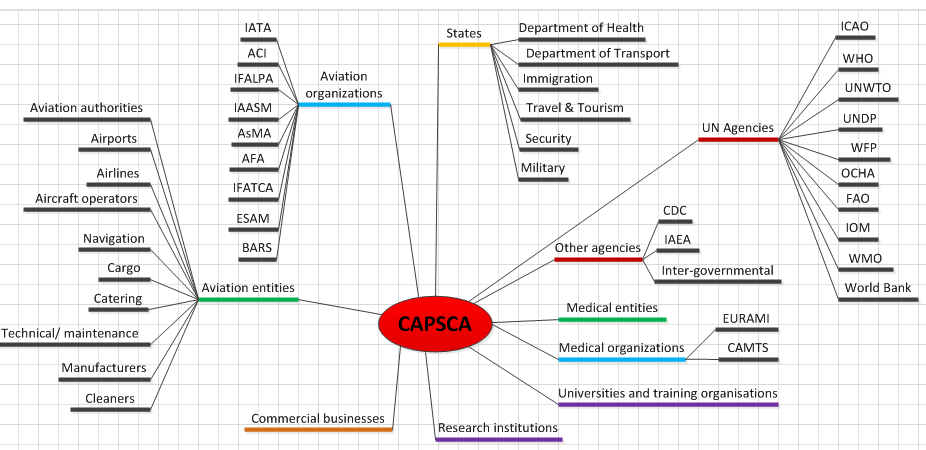 IATA
ACI
IFALPA
IAASM
AsMA
AFA
IFATCA
ESAM
BARS
Aviation
organizations
Aviation authorities
Airports
Airlines
Aircraft operators
Navigation
Cargo
Catering
Technical/ maintenance
Manufacturers
Cleaners
Aviation entities
States
Department of Health
Department of Transport
Immigration
Travel & Tourism
Security
Military
UN Agencies
ICAO
WHO
UNWTO
UNDP
WFP
OCHA
FAO
IOM
WMO
World Bank
Other agencies
CDC
IAEA
Inter-governmental
CAPSCA
Medical entities
Medical organizations
EURAMI
CAMTS
Universities and training organisations
Commercial businesses
Research institutions